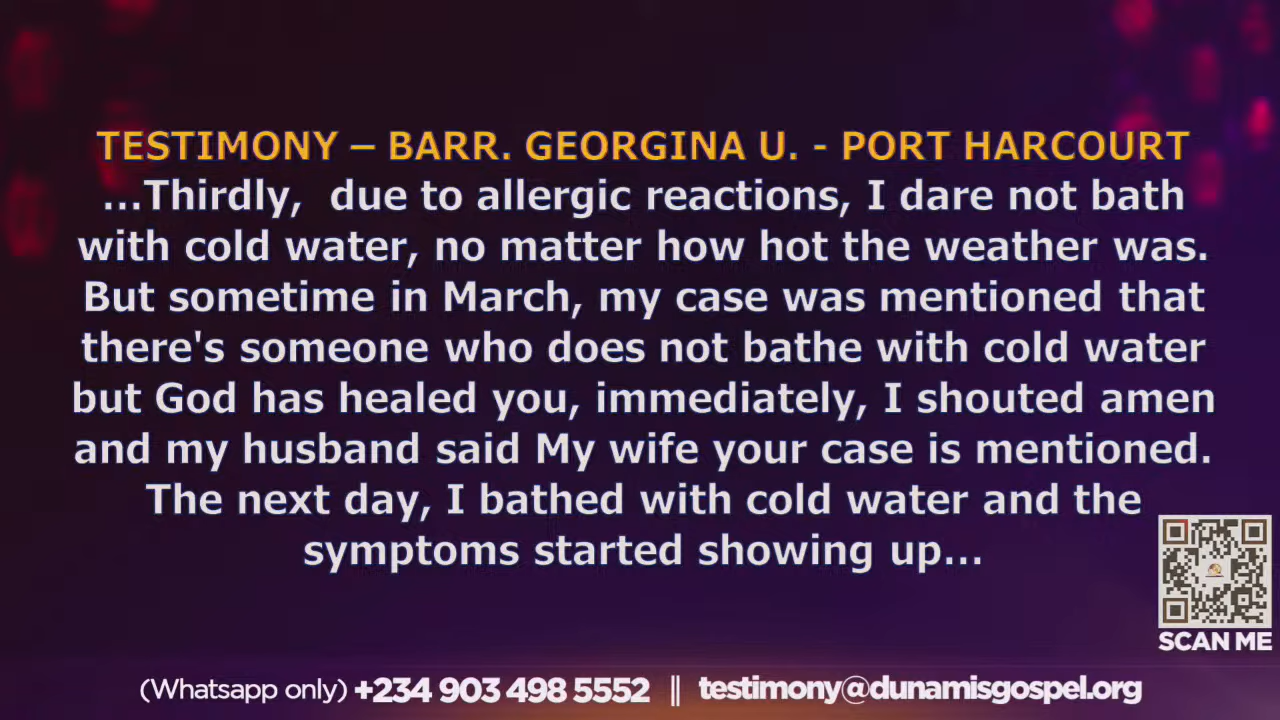 TESTIMONY – BARR. GEORGINA U. - PORT HARCOURT
...Thirdly,  due to allergic reactions, I dare not bath
with cold water, no matter how hot the weather was.
But sometime in March, my case was mentioned that
there's someone who does not bathe with cold water
but God has healed you, immediately, I shouted amen
and my husband said My wife your case is mentioned.
The next day, I bathed with cold water and the
symptoms started showing up...
SCAN ME
(Whatsapp only) +234 903 498 5552 || testimony@dunamisgospel.org